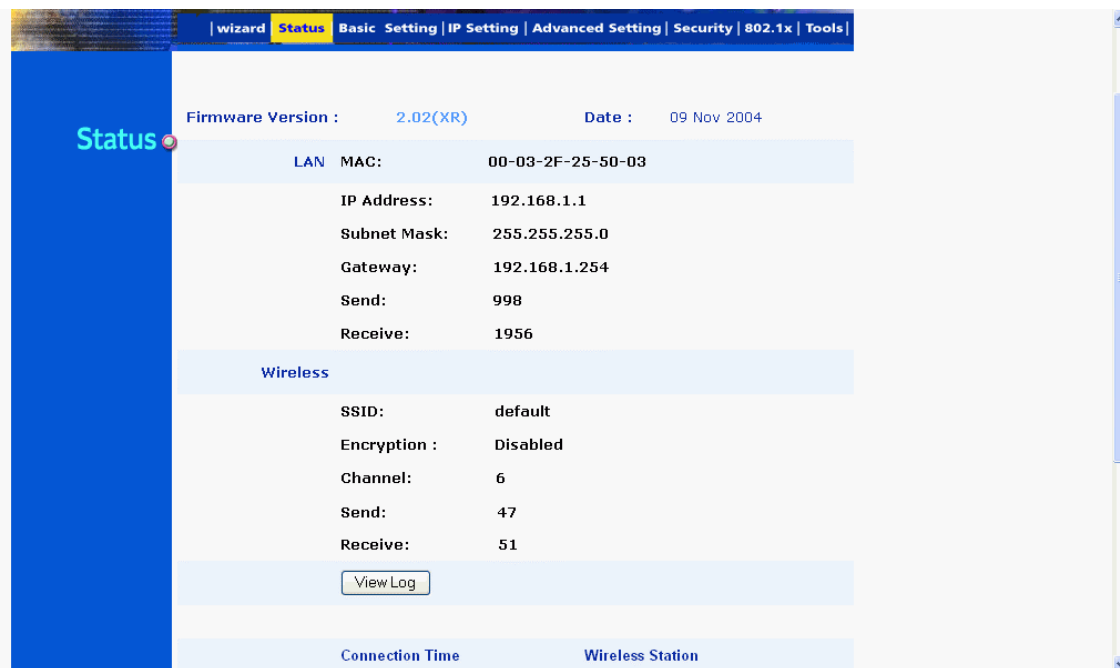 |wizard Status Basic Setting|IP Setting|Advanced Setting|Security|802.1x|Tools|
Status
Firmware Version : 2.02(XR) Date : 09 Nov 2004
LAN MAC: 00-03-2F-25-50-03
IP Address: 192.168.1.1
Subnet Mask: 255.255.255.0
Gateway: 192.168.1.254
Send: 998
Receive: 1956
Wireless
SSID: default
Encryption : Disabled
Channel: 6
Send: 47
Receive: 51
View Log
Connection Time Wireless Station